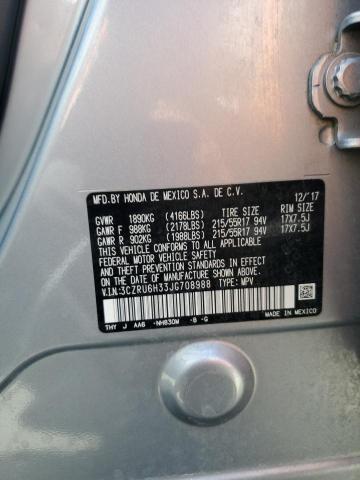 MFD.BY HONDA DE MEXICO S.A. DE C.V.
12/'17
GVWR 1890KG (4166LBS) TIRE SIZE RIM SIZE
GAWR F 988KG (2178LBS) 215/55R17 94V 17X7.5J
GAWR R 902KG (1988LBS) 215/55R17 94V 17X7.5J
THIS VEHICLE CONFORMS TO ALL APPLICABLE
FEDERAL MOTOR VEHICLE SAFETY STANDARDS IN EFFECT
ON THE DATE OF MANUFACTURE SHOWN ABOVE.
V.I.N.:3CZRU6H33JG708988 TYPE: MPV
THY J AA6 -NH830M -B -G
MADE IN MEXICO